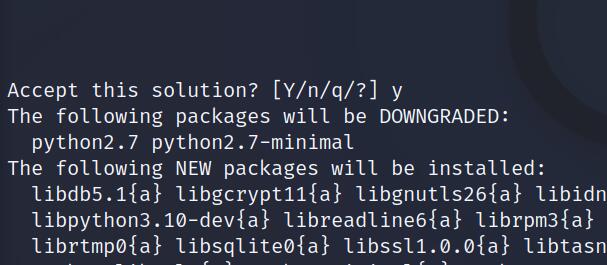 Accept this solution? [Y/n/q/?] y
The following packages will be DOWNGRADED:
python2.7 python2.7-minimal
The following NEW packages will be installed:
libdb5.1{a} libgcrypt11{a} libgnutls26{a} libidn
libpython3.10-dev{a} libreadline6{a} librpm3{a}
librtmp0{a} libsqlite0{a} libssl1.0.0{a} libtasn